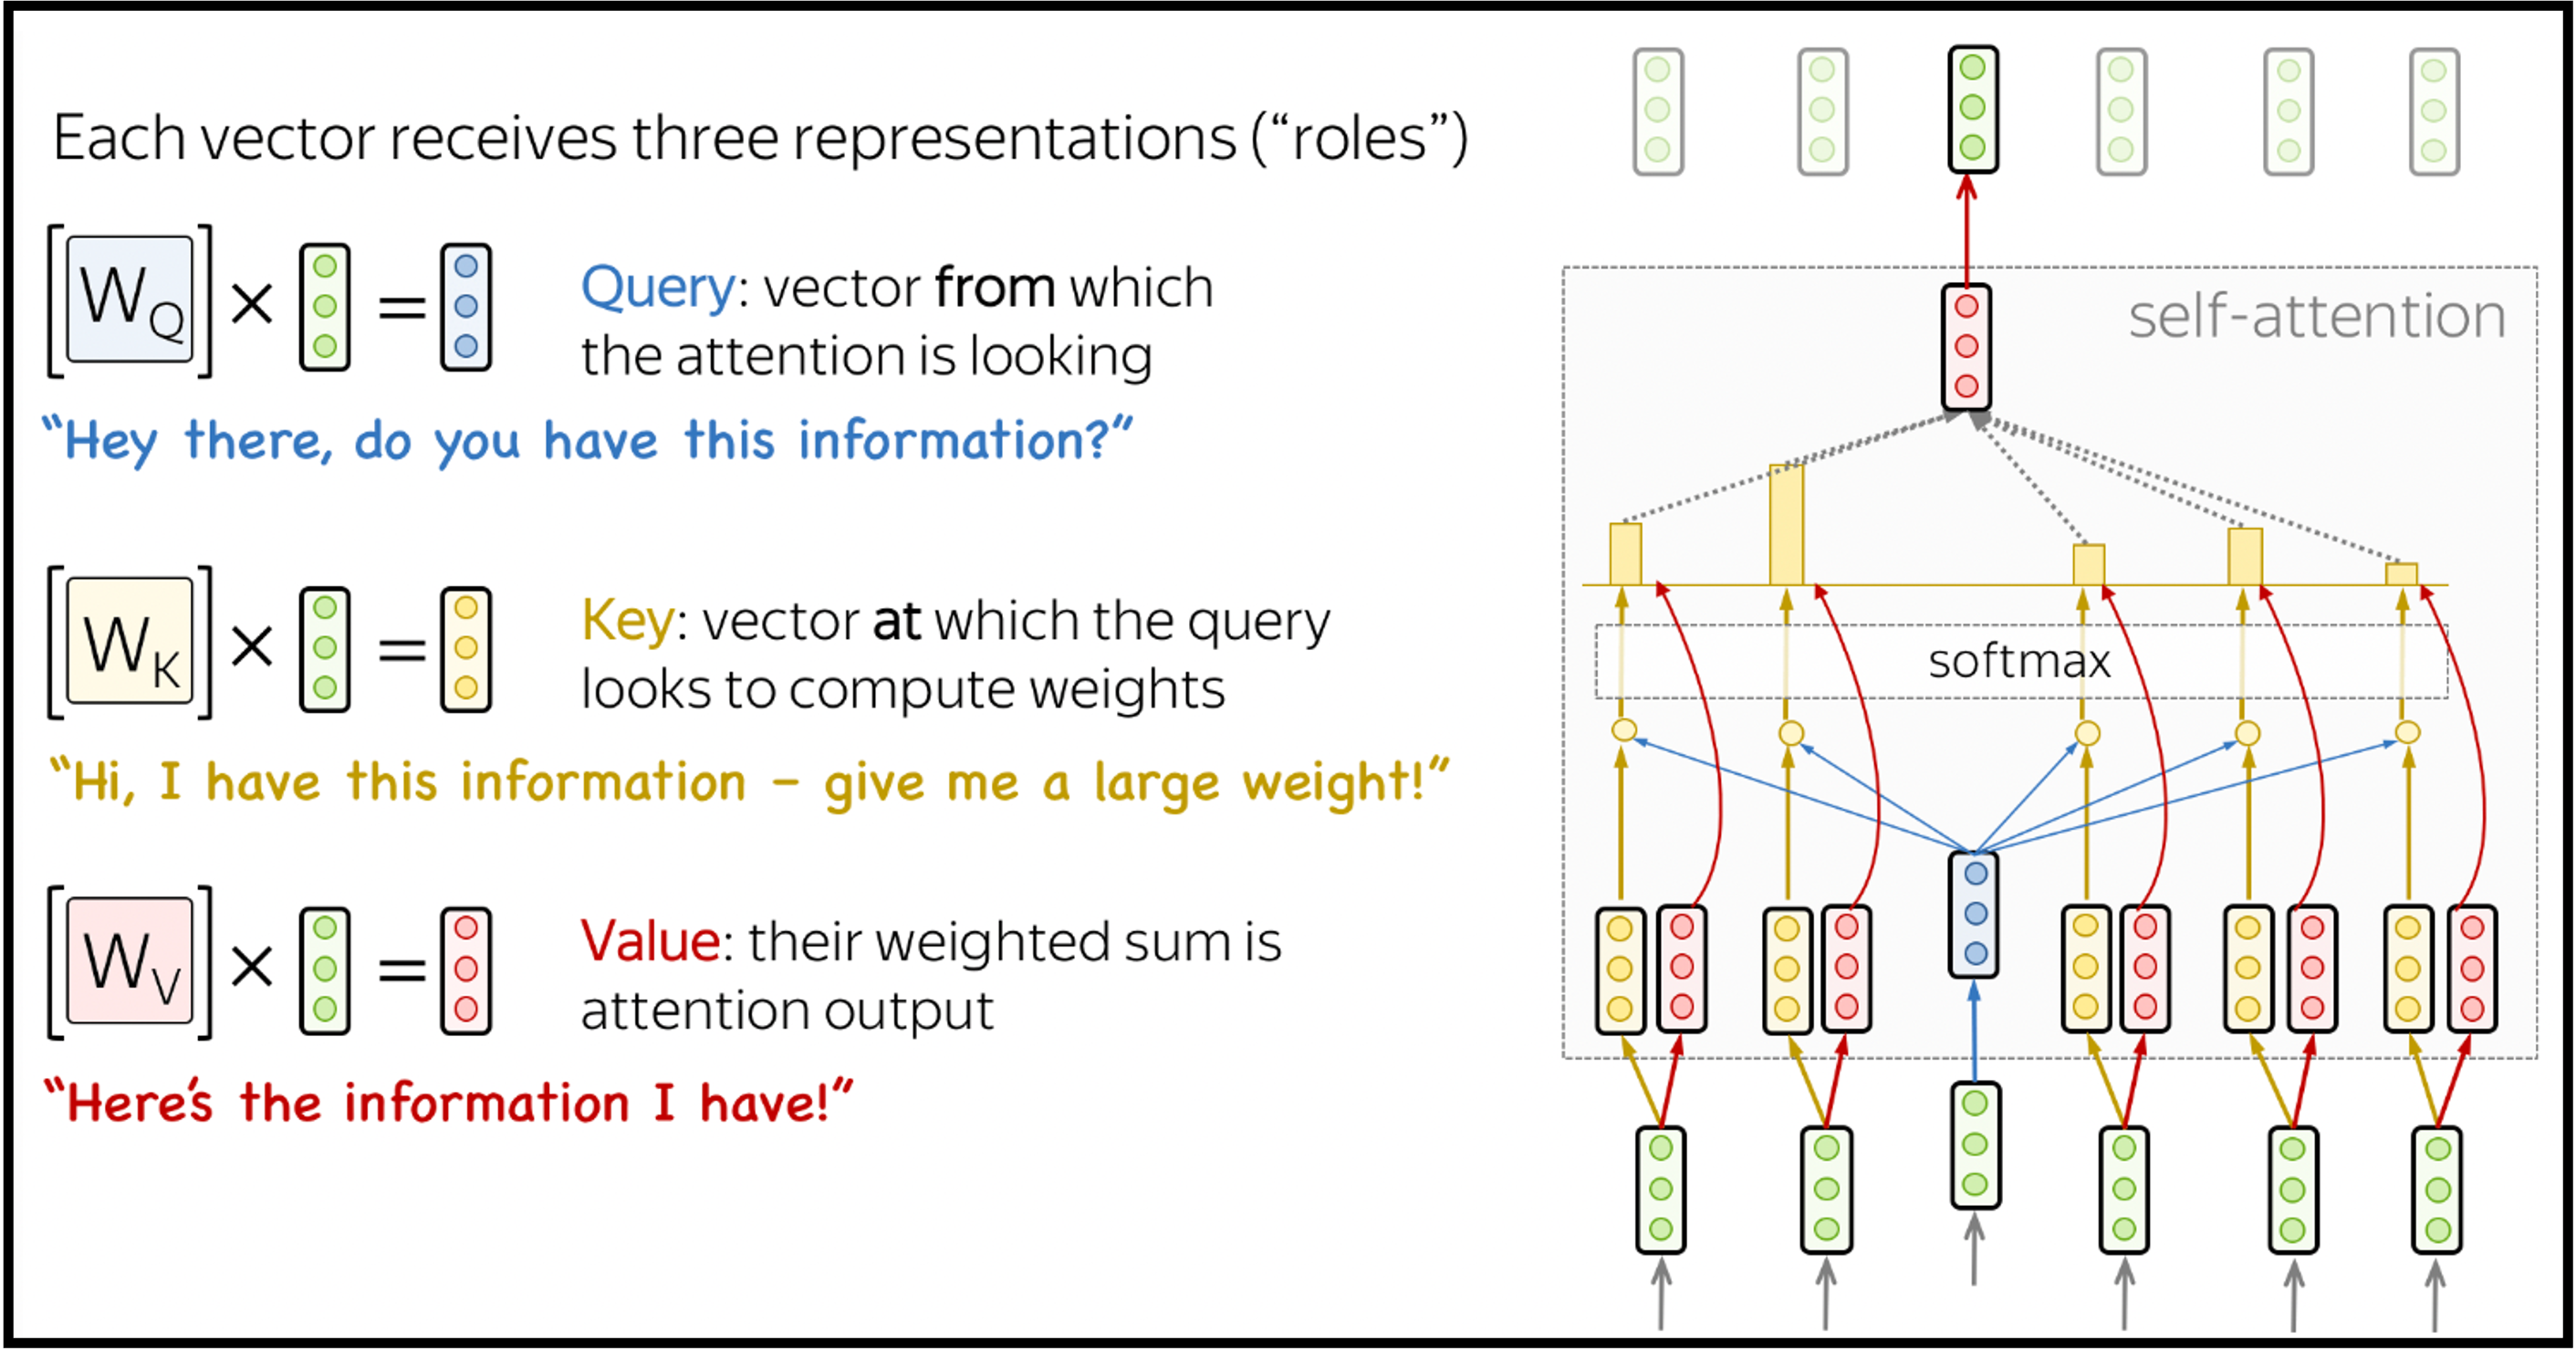 Each vector receives three representations (“roles”)
[W_Q] × =
Query: vector from which
the attention is looking
“Hey there, do you have this information?”
[W_K] × =
Key: vector at which the query
looks to compute weights
“Hi, I have this information – give me a large weight!”
[W_V] × =
Value: their weighted sum is
attention output
“Here’s the information I have!”
self-attention
softmax